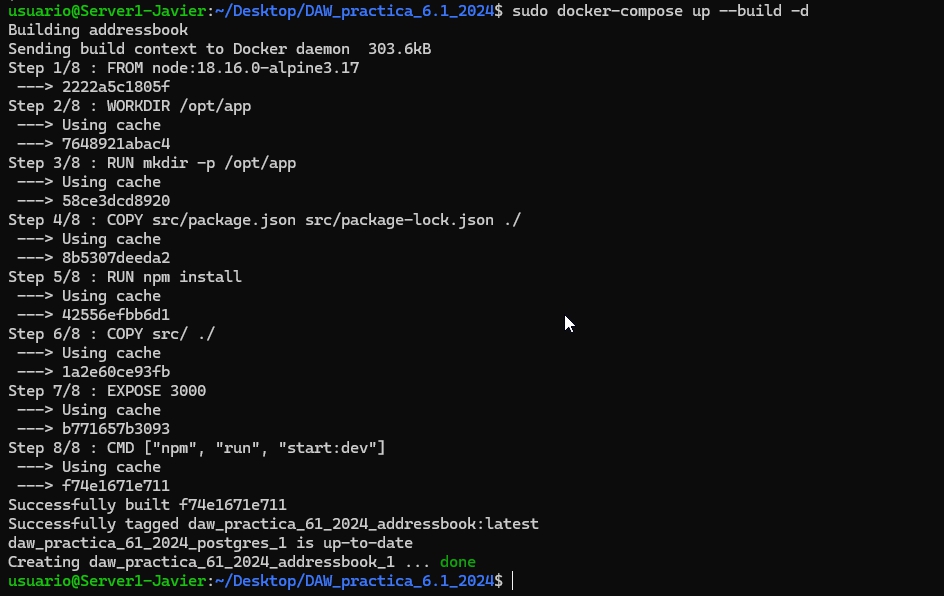 usuario@Server1-Javier:~/Desktop/DAW_practica_6.1_2024$ sudo docker-compose up --build -d
Building addressbook
Sending build context to Docker daemon  303.6kB
Step 1/8 : FROM node:18.16.0-alpine3.17
 ---> 2222a5c1805f
Step 2/8 : WORKDIR /opt/app
 ---> Using cache
 ---> 7648921abac4
Step 3/8 : RUN mkdir -p /opt/app
 ---> Using cache
 ---> 58ce3dcd8920
Step 4/8 : COPY src/package.json src/package-lock.json ./
 ---> Using cache
 ---> 8b5307deeda2
Step 5/8 : RUN npm install
 ---> Using cache
 ---> 42556efbb6d1
Step 6/8 : COPY src/ ./
 ---> Using cache
 ---> 1a2e60ce93fb
Step 7/8 : EXPOSE 3000
 ---> Using cache
 ---> b771657b3093
Step 8/8 : CMD ["npm", "run", "start:dev"]
 ---> Using cache
 ---> f74e1671e711
Successfully built f74e1671e711
Successfully tagged daw_practica_61_2024_addressbook:latest
daw_practica_61_2024_postgres_1 is up-to-date
Creating daw_practica_61_2024_addressbook_1 ... done
usuario@Server1-Javier:~/Desktop/DAW_practica_6.1_2024$